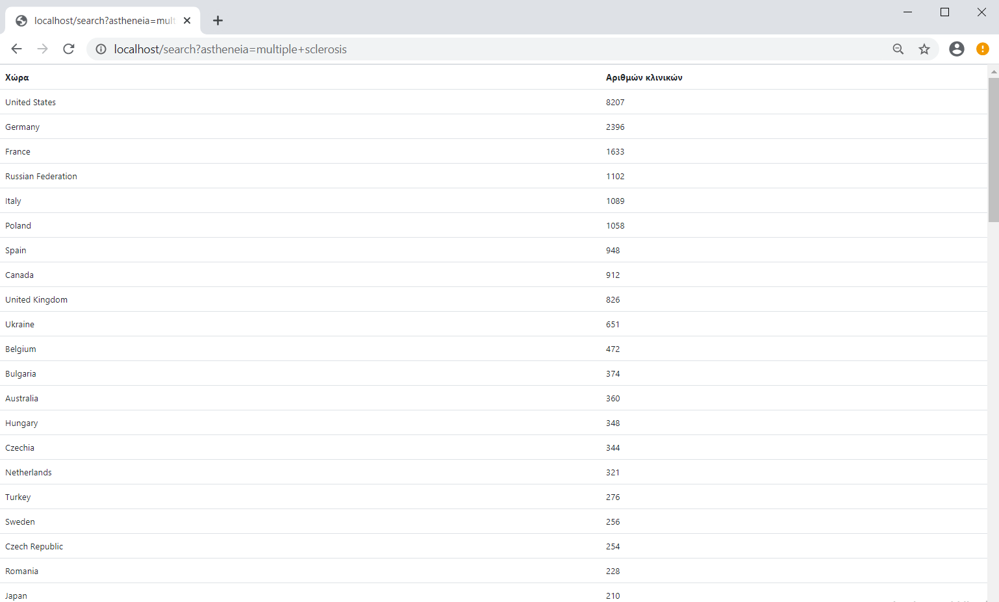 localhost/search?astheneia=mult
localhost/search?astheneia=multiple+sclerosis
Χώρα Αριθμών κλινικών
United States 8207
Germany 2396
France 1633
Russian Federation 1102
Italy 1089
Poland 1058
Spain 948
Canada 912
United Kingdom 826
Ukraine 651
Belgium 472
Bulgaria 374
Australia 360
Hungary 348
Czechia 344
Netherlands 321
Turkey 276
Sweden 256
Czech Republic 254
Romania 228
Japan 210